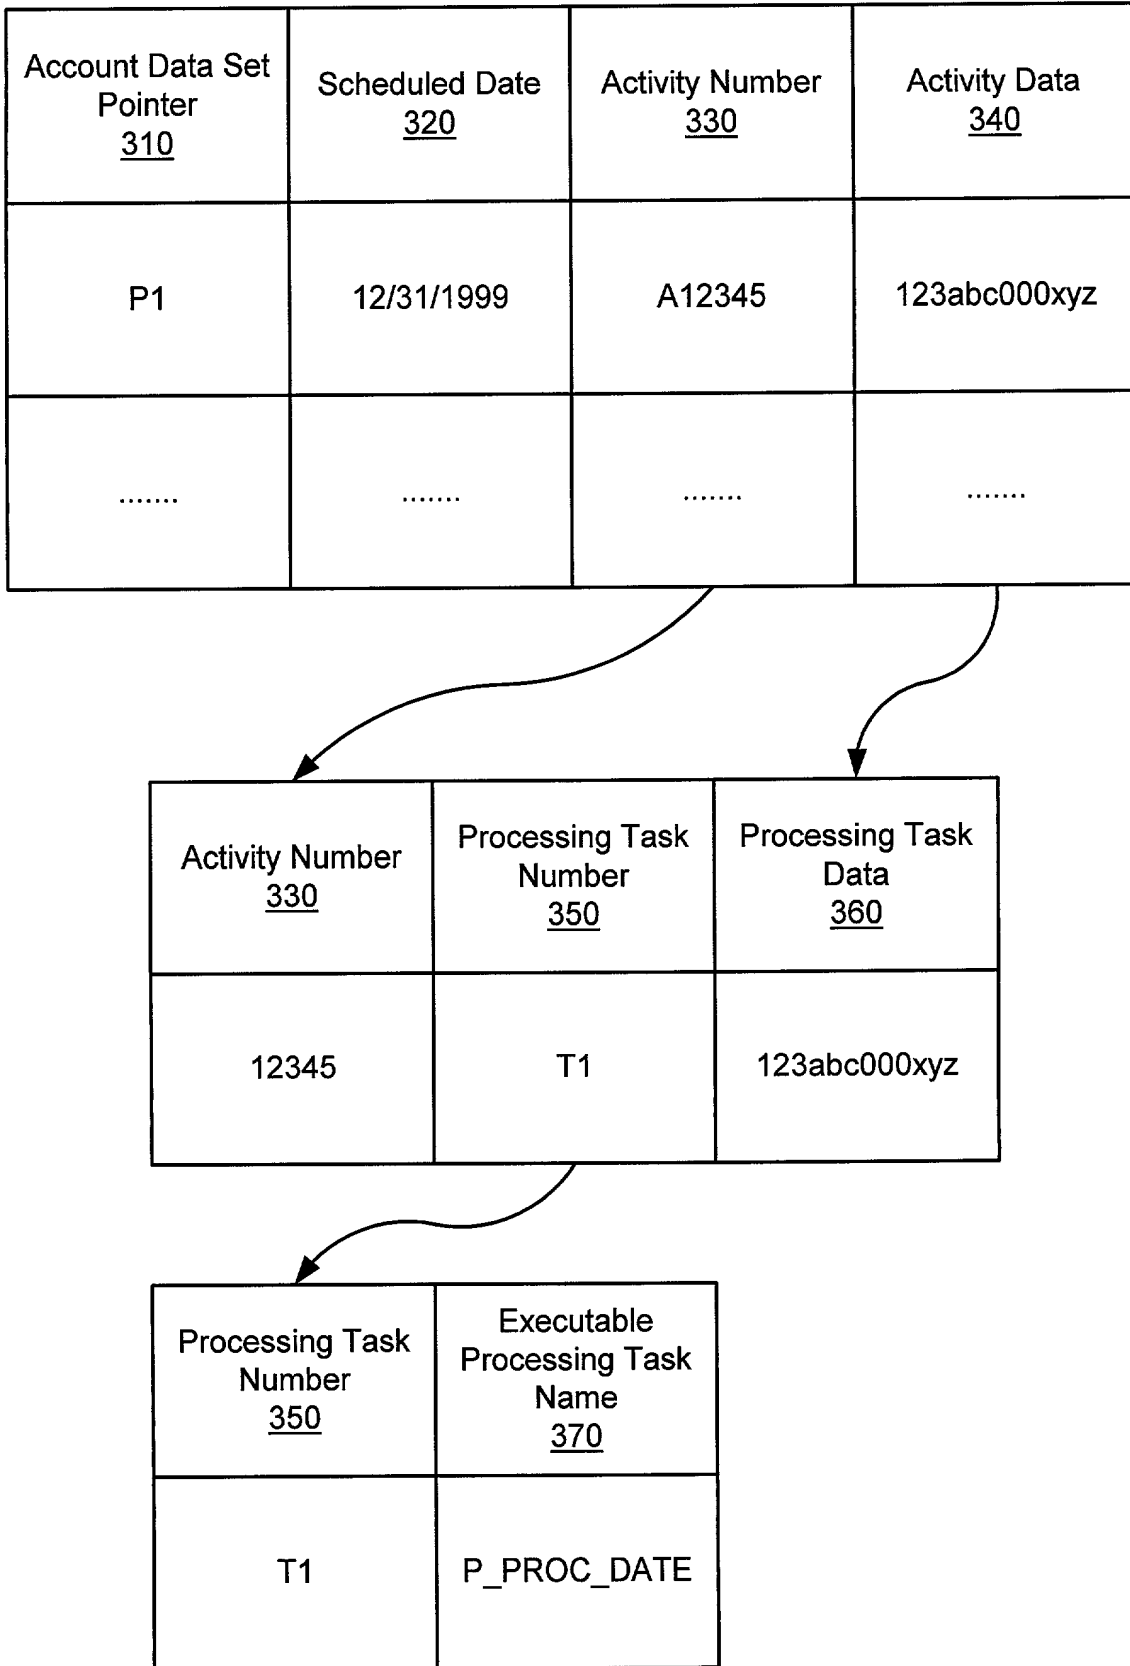 Account Data Set
Pointer
310
Scheduled Date
320
Activity Number
330
Activity Data
340
P1
12/31/1999
A12345
123abc000xyz
.......
.......
.......
.......
Activity Number
330
Processing Task
Number
350
Processing Task
Data
360
12345
T1
123abc000xyz
Processing Task
Number
350
Executable
Processing Task
Name
370
T1
P_PROC_DATE